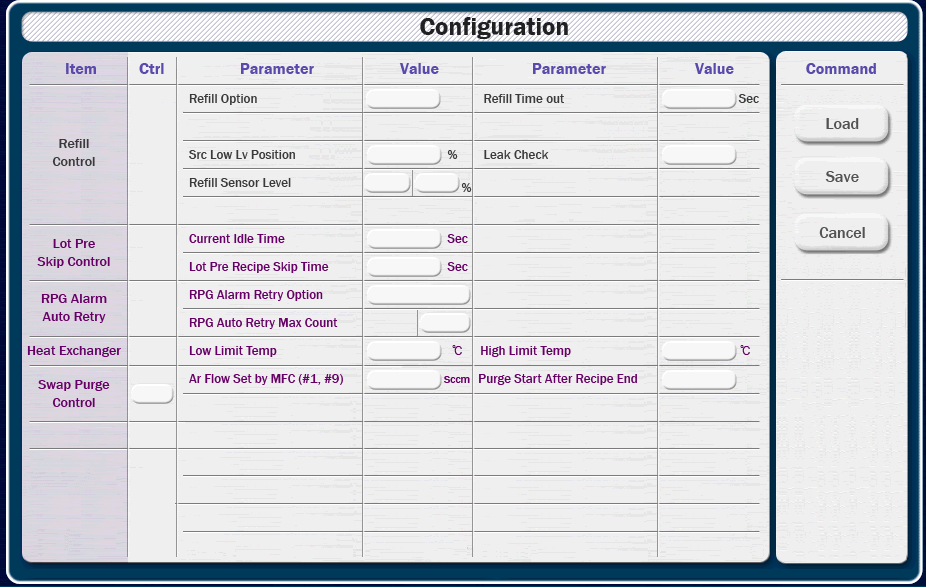 Configuration
Item Ctrl Parameter Value Parameter Value Command
Refill Option Refill Time out Sec
Load
Refill
Control
Src Low Lv Position % Leak Check
Save
Refill Sensor Level %
Cancel
Lot Pre
Skip Control
Current Idle Time Sec
Lot Pre Recipe Skip Time Sec
RPG Alarm
Auto Retry
RPG Alarm Retry Option
RPG Auto Retry Max Count
Heat Exchanger Low Limit Temp ℃ High Limit Temp ℃
Swap Purge
Control
Ar Flow Set by MFC (#1, #9) Sccm Purge Start After Recipe End